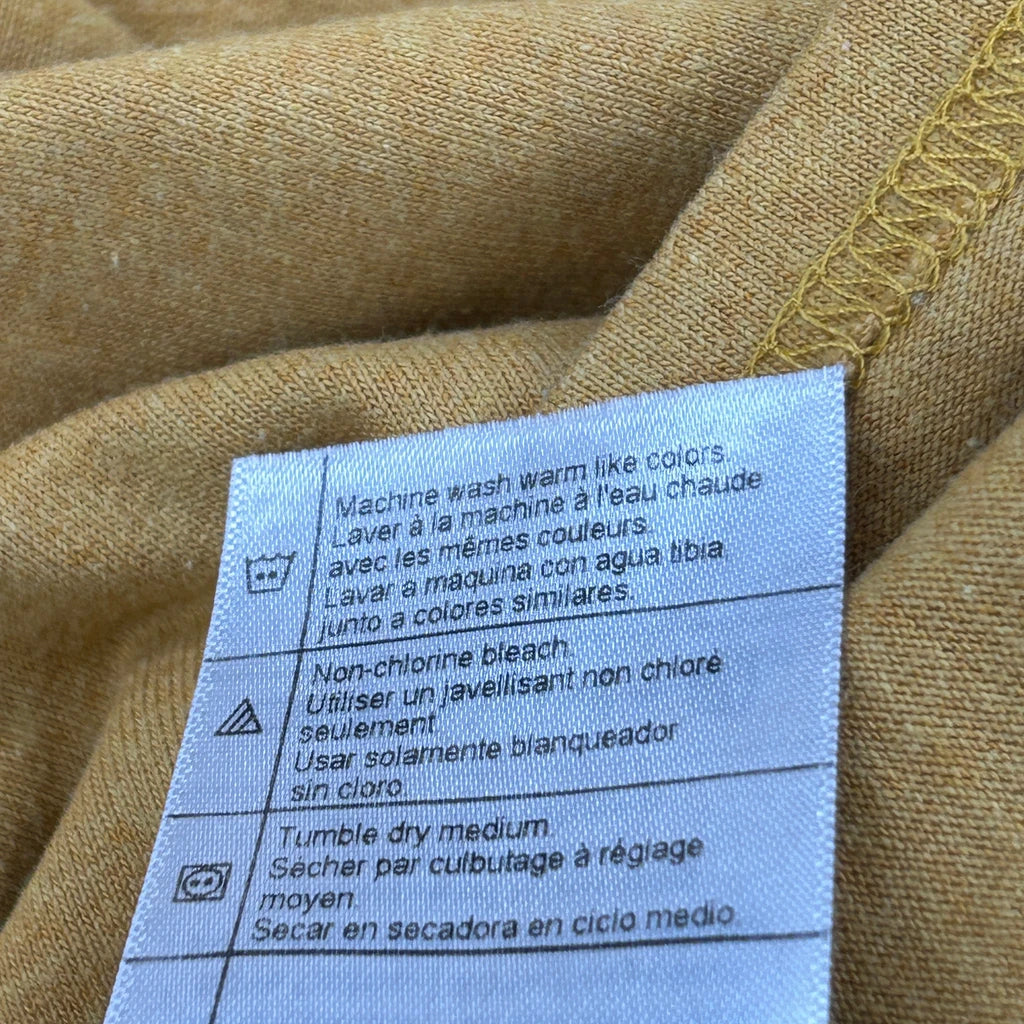 Machine wash warm like colors.
Laver à la machine à l'eau chaude
avec les mêmes couleurs.
Lavar a maquina con agua tibia
junto a colores similares.
Non-chlorine bleach.
Utiliser un javellisant non chloré
seulement
Usar solamente blanqueador
sin cloro
Tumble dry medium.
Sécher par culbutage à réglage
moyen
Secar en secadora en ciclo medio